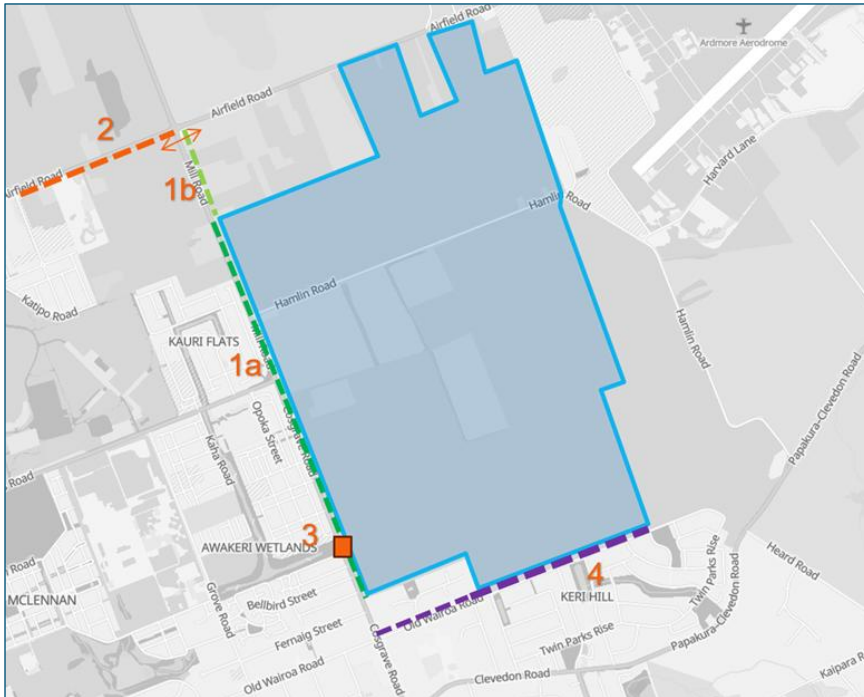 Airfield Road
Ardmore Aerodrome
Airfield Road
2
Airfield Road
1b
Mill Road
Harvard Lane
Hamlin Road
Katipo Road
Hamlin Road
KAURI FLATS
Mill Road
1a
Hamlin Road
Opoka Street
Cosgrave Road
Kaha Road
Road
Papakura-Clevedon Road
3
AWAKERI WETLANDS
Heard Road
MCLENNAN
Grove Road
Bellbird Street
4
KERI HILL
Twin Parks Rise
Old Wairoa Road
Fernaig Street
Cosgrave Road
Twin Parks Rise
Papakura-Clevedon Road
Old Wairoa Road
Clevedon Road
Kaipara R